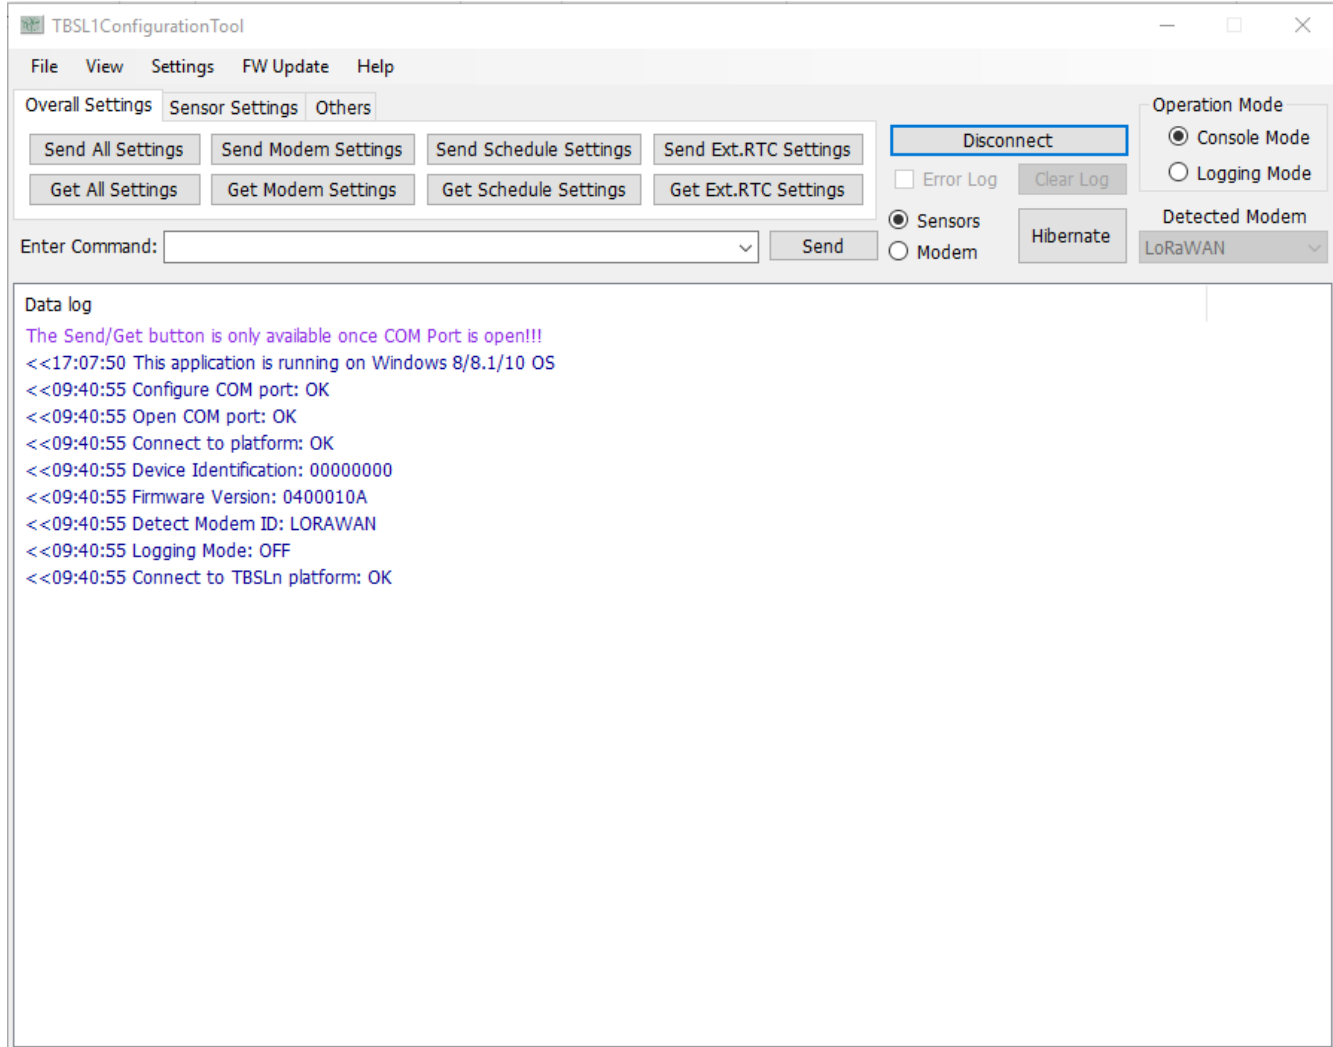 TBSL1ConfigurationTool
File View Settings FW Update Help
Overall Settings Sensor Settings Others
Operation Mode
Send All Settings Send Modem Settings Send Schedule Settings Send Ext.RTC Settings
Disconnect
Console Mode
Get All Settings Get Modem Settings Get Schedule Settings Get Ext.RTC Settings
Error Log Clear Log
Logging Mode
Enter Command: Send
Sensors
Modem
Hibernate
Detected Modem
LoRaWAN
Data log
The Send/Get button is only available once COM Port is open!!!
<<17:07:50 This application is running on Windows 8/8.1/10 OS
<<09:40:55 Configure COM port: OK
<<09:40:55 Open COM port: OK
<<09:40:55 Connect to platform: OK
<<09:40:55 Device Identification: 00000000
<<09:40:55 Firmware Version: 0400010A
<<09:40:55 Detect Modem ID: LORAWAN
<<09:40:55 Logging Mode: OFF
<<09:40:55 Connect to TBSLn platform: OK